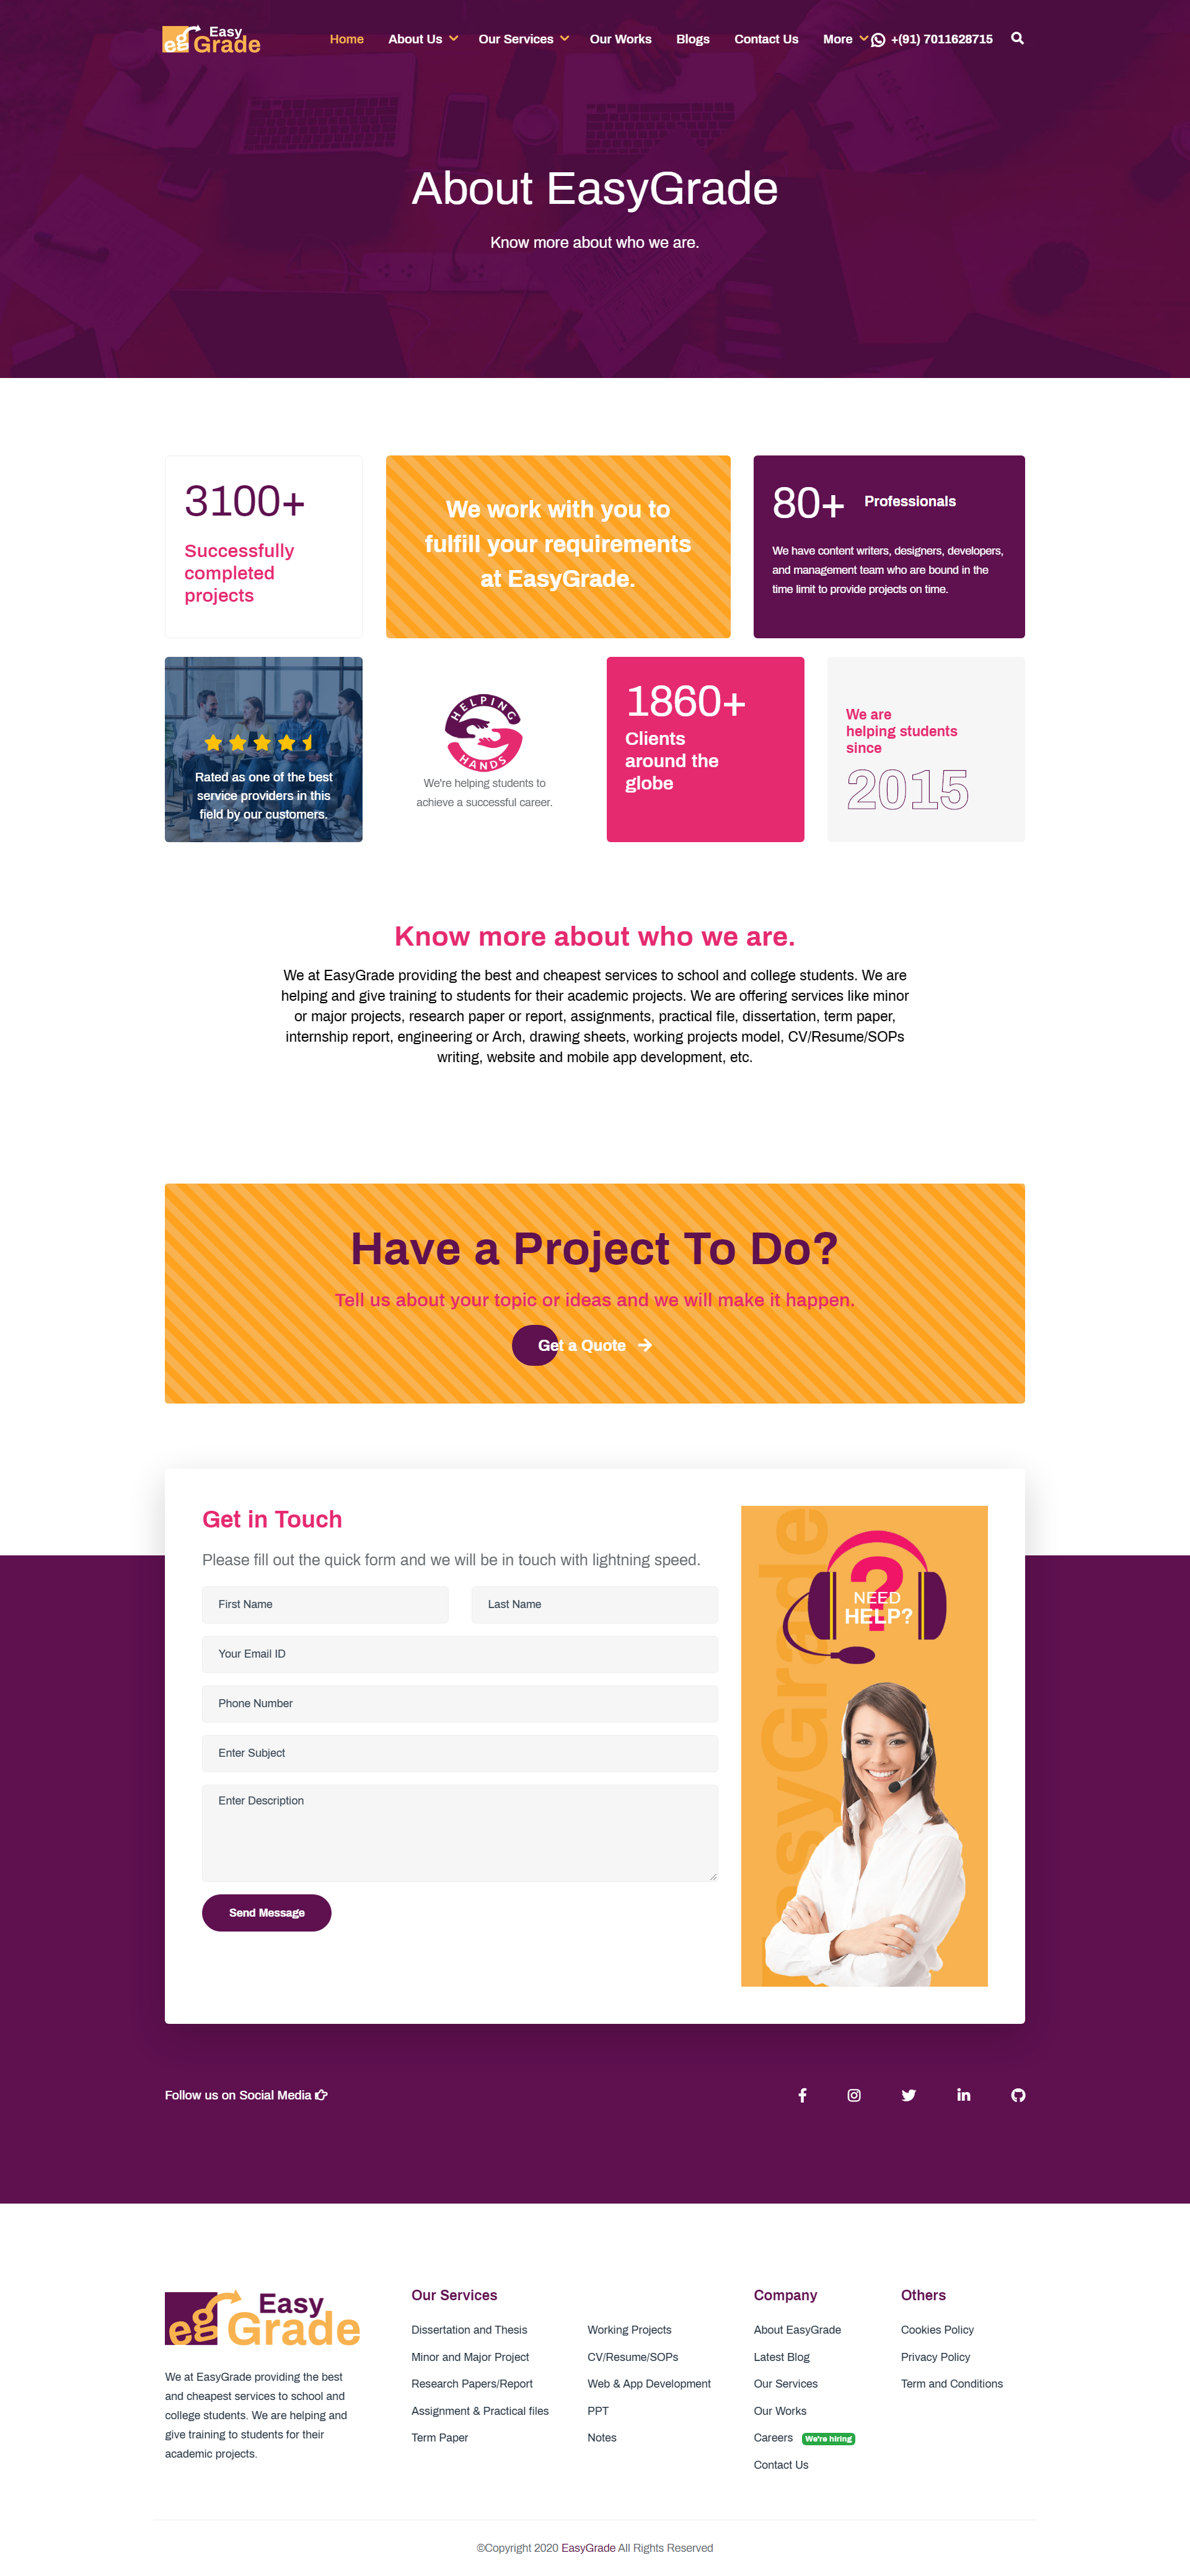 eg Easy Grade
Home About Us Our Services Our Works Blogs Contact Us More +(91) 7011628715
About EasyGrade
Know more about who we are.
3100+
Successfully
completed
projects
We work with you to
fulfill your requirements
at EasyGrade.
80+ Professionals
We have content writers, designers, developers,
and management team who are bound in the
time limit to provide projects on time.
Rated as one of the best
service providers in this
field by our customers.
HELPING
HANDS
We're helping students to
achieve a successful career.
1860+
Clients
around the
globe
We are
helping students
since
2015
Know more about who we are.
We at EasyGrade providing the best and cheapest services to school and college students. We are
helping and give training to students for their academic projects. We are offering services like minor
or major projects, research paper or report, assignments, practical file, dissertation, term paper,
internship report, engineering or Arch, drawing sheets, working projects model, CV/Resume/SOPs
writing, website and mobile app development, etc.
Have a Project To Do?
Tell us about your topic or ideas and we will make it happen.
Get a Quote
Get in Touch
Please fill out the quick form and we will be in touch with lightning speed.
First Name Last Name
Your Email ID
Phone Number
Enter Subject
Enter Description
Send Message
EasyGrade
?
NEED
HELP?
Follow us on Social Media
eg Easy Grade
We at EasyGrade providing the best
and cheapest services to school and
college students. We are helping and
give training to students for their
academic projects.
Our Services
Dissertation and Thesis
Minor and Major Project
Research Papers/Report
Assignment & Practical files
Term Paper
Working Projects
CV/Resume/SOPs
Web & App Development
PPT
Notes
Company
About EasyGrade
Latest Blog
Our Services
Our Works
Careers We're hiring
Contact Us
Others
Cookies Policy
Privacy Policy
Term and Conditions
©Copyright 2020 EasyGrade All Rights Reserved